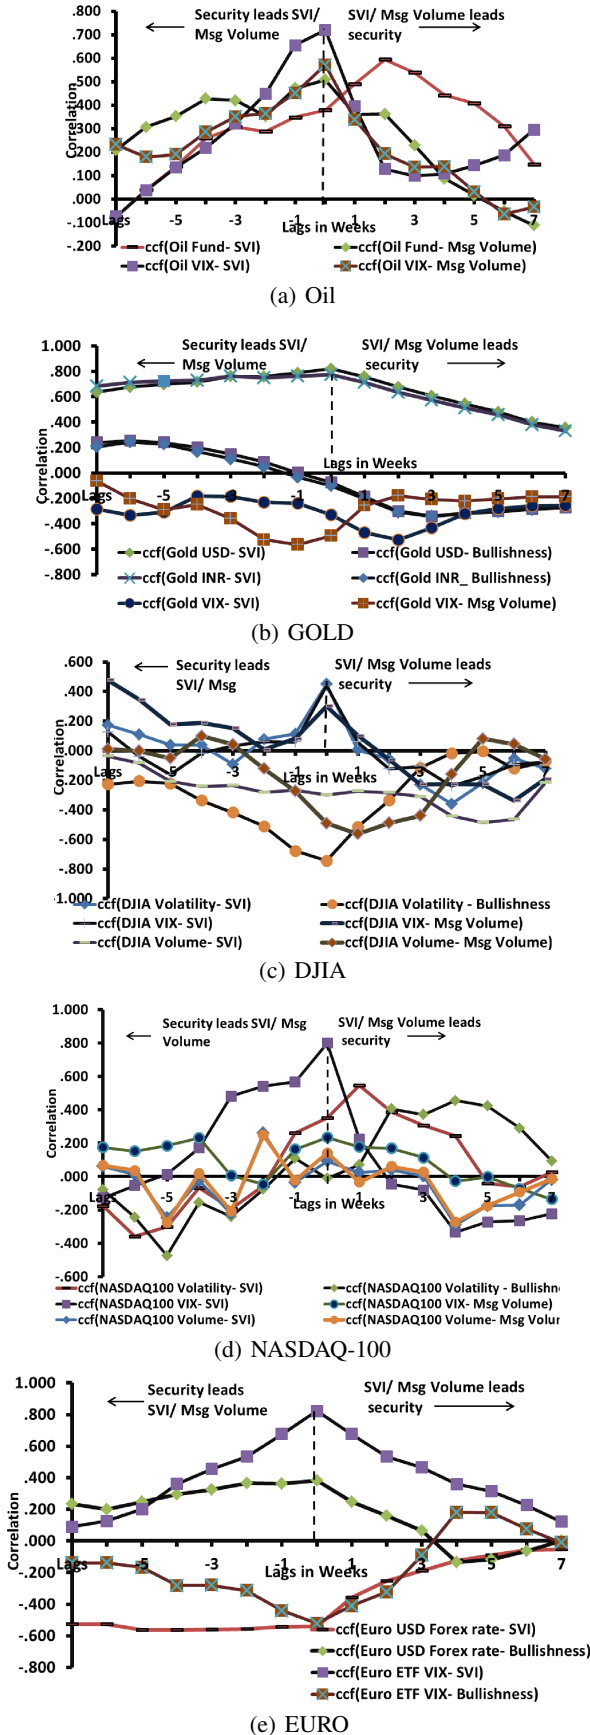 .800
.700
.600
.500
.400
.300
.200
.100
.000
-.100
-.200
Correlation
Security leads SVI/
Msg Volume
SVI/ Msg Volume leads
security
Lags -5 -3 -1 1 3 5 7
Lags in Weeks
ccf(Oil Fund- SVI)
ccf(Oil Fund- Msg Volume)
ccf(Oil VIX- SVI)
ccf(Oil VIX- Msg Volume)
(a) Oil
1.000
.800
.600
.400
.200
.000
-.200
-.400
-.600
-.800
Correlation
Security leads SVI/
Msg Volume
SVI/ Msg Volume leads
security
Lags in Weeks
Lags -5 -3 -1 1 3 5 7
ccf(Gold USD- SVI)
ccf(Gold USD- Bullishness)
ccf(Gold INR- SVI)
ccf(Gold INR_ Bullishness)
ccf(Gold VIX- SVI)
ccf(Gold VIX- Msg Volume)
(b) GOLD
.600
.400
.200
.000
-.200
-.400
-.600
-.800
1.000
Correlation
Security leads
SVI/ Msg
SVI/ Msg Volume leads
security
Lags -5 -3 -1 1 3 5 7
Lags in Weeks
ccf(DJIA Volatility- SVI)
ccf(DJIA Volatility - Bullishness
ccf(DJIA VIX- SVI)
ccf(DJIA VIX- Msg Volume)
ccf(DJIA Volume- SVI)
ccf(DJIA Volume- Msg Volume)
(c) DJIA
1.000
.800
.600
.400
.200
.000
-.200
-.400
-.600
Correlation
Security leads SVI/ Msg
Volume
SVI/ Msg Volume leads
security
Lags -5 -3 -1 1 3 5 7
Lags in Weeks
ccf(NASDAQ100 Volatility- SVI)
ccf(NASDAQ100 Volatility - Bullishn
ccf(NASDAQ100 VIX- SVI)
ccf(NASDAQ100 VIX- Msg Volume)
ccf(NASDAQ100 Volume- SVI)
ccf(NASDAQ100 Volume- Msg Volur
(d) NASDAQ-100
1.000
.800
.600
.400
.200
.000
-.200
-.400
-.600
-.800
Correlation
Security leads
SVI/ Msg Volume
SVI/ Msg Volume leads
security
Lags -5 -3 -1 1 3 5 7
Lags in Weeks
ccf(Euro USD Forex rate- SVI)
ccf(Euro USD Forex rate- Bullishness)
ccf(Euro ETF VIX- SVI)
ccf(Euro ETF VIX- Bullishness)
(e) EURO